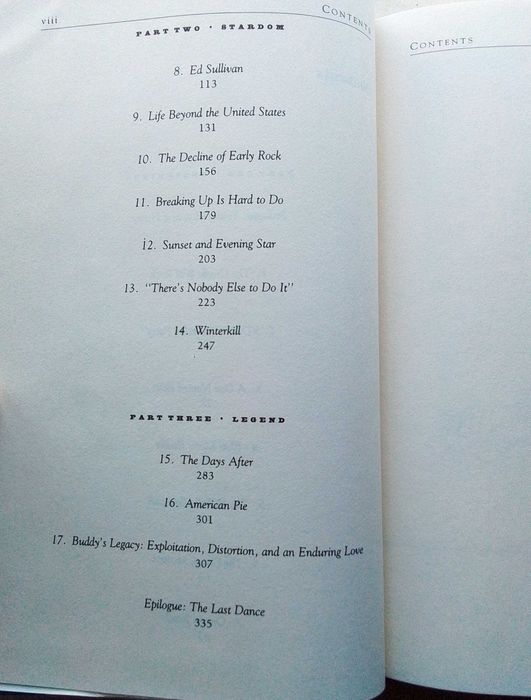 viii
CONTENTS
PART TWO · STARDOM
8. Ed Sullivan
113
9. Life Beyond the United States
131
10. The Decline of Early Rock
156
11. Breaking Up Is Hard to Do
179
12. Sunset and Evening Star
203
13. "There's Nobody Else to Do It"
223
14. Winterkill
247
PART THREE · LEGEND
15. The Days After
283
16. American Pie
301
17. Buddy's Legacy: Exploitation, Distortion, and an Enduring Love
307
Epilogue: The Last Dance
335
CONTENTS